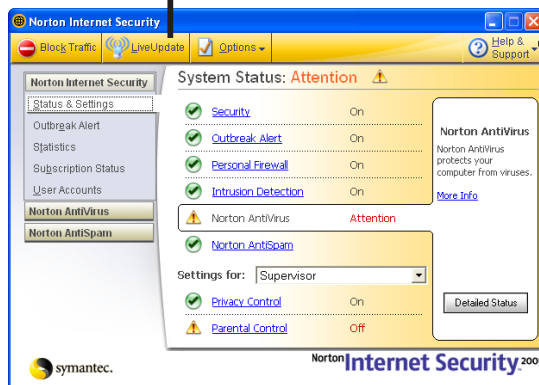 Norton Internet Security
Block Traffic LiveUpdate Options Help & Support
Norton Internet Security
Status & Settings
Outbreak Alert
Statistics
Subscription Status
User Accounts
Norton AntiVirus
Norton AntiSpam
System Status: Attention
Security On
Outbreak Alert On
Personal Firewall On
Intrusion Detection On
Norton AntiVirus Attention
Norton AntiSpam
Settings for: Supervisor
Privacy Control On
Parental Control Off
Norton AntiVirus
Norton AntiVirus
protects your
computer from viruses.
More Info
Detailed Status
symantec.
Norton Internet Security